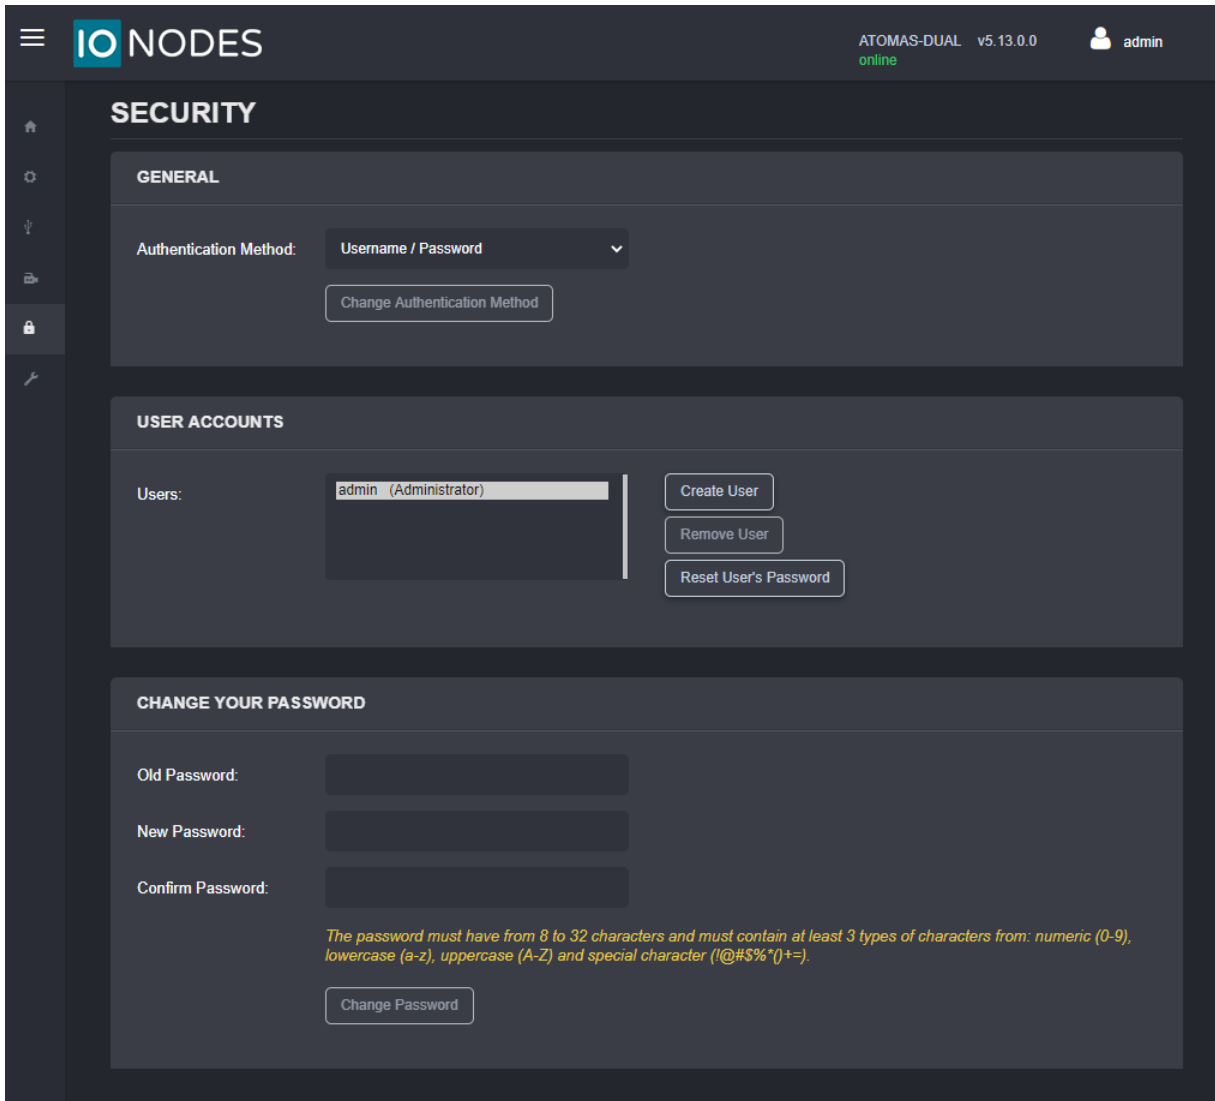 IO NODES
ATOMAS-DUAL v5.13.0.0
online
admin
SECURITY
GENERAL
Authentication Method:
Username / Password
Change Authentication Method
USER ACCOUNTS
Users:
admin (Administrator)
Create User
Remove User
Reset User's Password
CHANGE YOUR PASSWORD
Old Password:
New Password:
Confirm Password:
The password must have from 8 to 32 characters and must contain at least 3 types of characters from: numeric (0-9),
lowercase (a-z), uppercase (A-Z) and special character (!@#$%*()+=).
Change Password